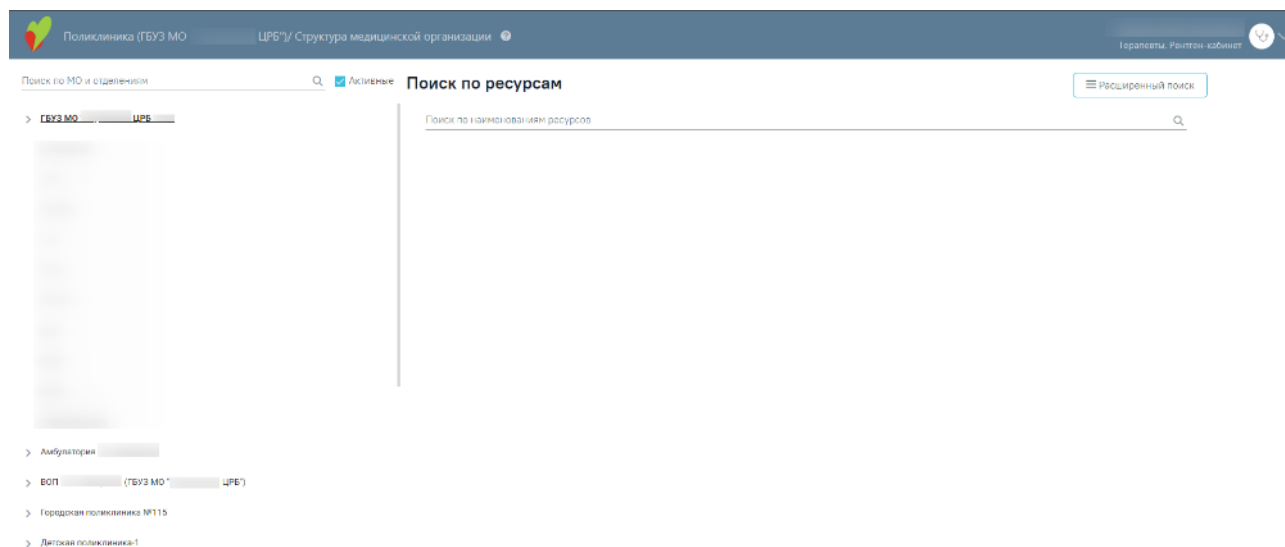 Поликлиника (ГБУЗ МО ЦРБ")/ Структура медицинской организации ?
Терапевты, Рентген-кабинет
Поиск по МО и отделениям
Активные
Поиск по ресурсам
Расширенный поиск
ГБУЗ МО ЦРБ
Поиск по наименованиям ресурсов
Амбулатория
ВОП (ГБУЗ МО " ЦРБ")
Городская поликлиника №115
Детская поликлиника-1